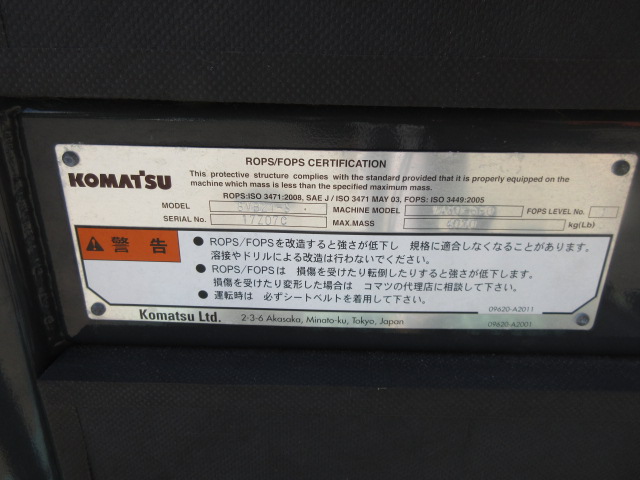 ROPS/FOPS CERTIFICATION
KOMATSU
This protective structure complies with the standard provided that it is properly equipped on the
machine which mass is less than the specified maximum mass.
ROPS:ISO 3471:2008, SAE J / ISO 3471 MAY 03, FOPS: ISO 3449:2005
MODEL MACHINE MODEL FOPS LEVEL No.
SERIAL No. MAX.MASS kg(Lb)
警告
● ROPS/FOPSを改造すると強さが低下し 規格に適合しなくなることがあります。
溶接やドリルによる改造は行わないでください。
● ROPS/FOPSは 損傷を受けたり転倒したりすると強さが低下します。
損傷を受けたり変形した場合は コマツの代理店に相談して下さい。
● 運転時は 必ずシートベルトを着用して下さい。
09620-A2011
Komatsu Ltd. 2-3-6 Akasaka, Minato-ku, Tokyo, Japan 09620-A2001